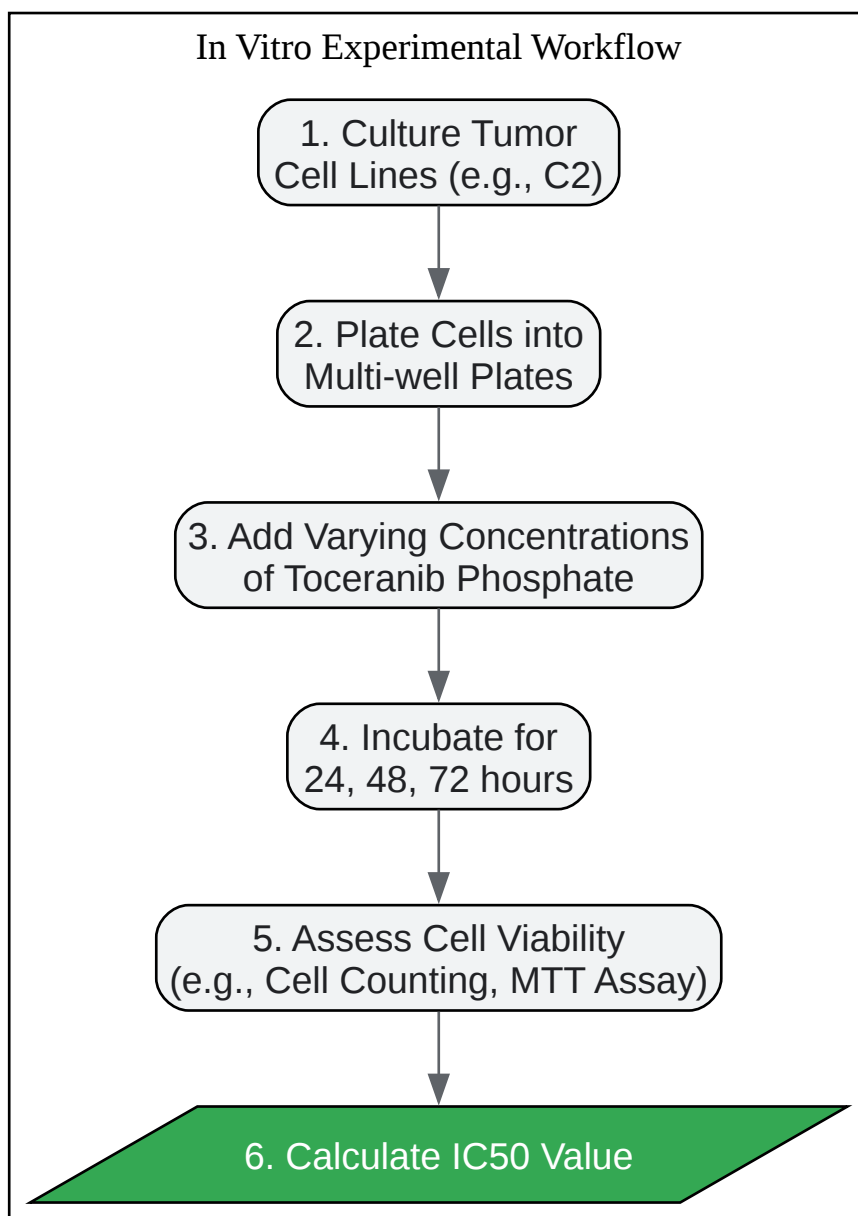 In Vitro Experimental Workflow
1. Culture Tumor
Cell Lines (e.g., C2)
2. Plate Cells into
Multi-well Plates
3. Add Varying Concentrations
of Toceranib Phosphate
4. Incubate for
24, 48, 72 hours
5. Assess Cell Viability
(e.g., Cell Counting, MTT Assay)
6. Calculate IC50 Value